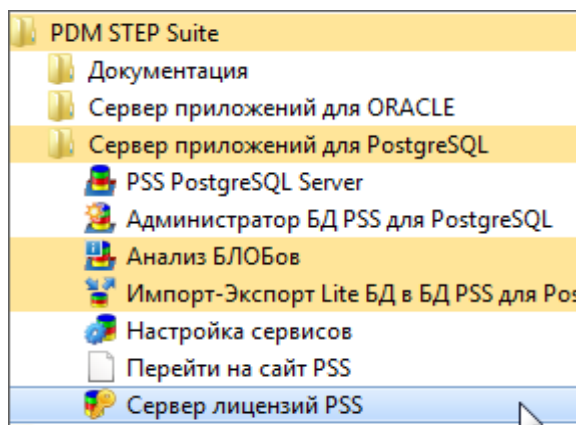 PDM STEP Suite
Документация
Сервер приложений для ORACLE
Сервер приложений для PostgreSQL
PSS PostgreSQL Server
Администратор БД PSS для PostgreSQL
Анализ БЛОБов
Импорт-Экспорт Lite БД в БД PSS для Pos
Настройка сервисов
Перейти на сайт PSS
Сервер лицензий PSS